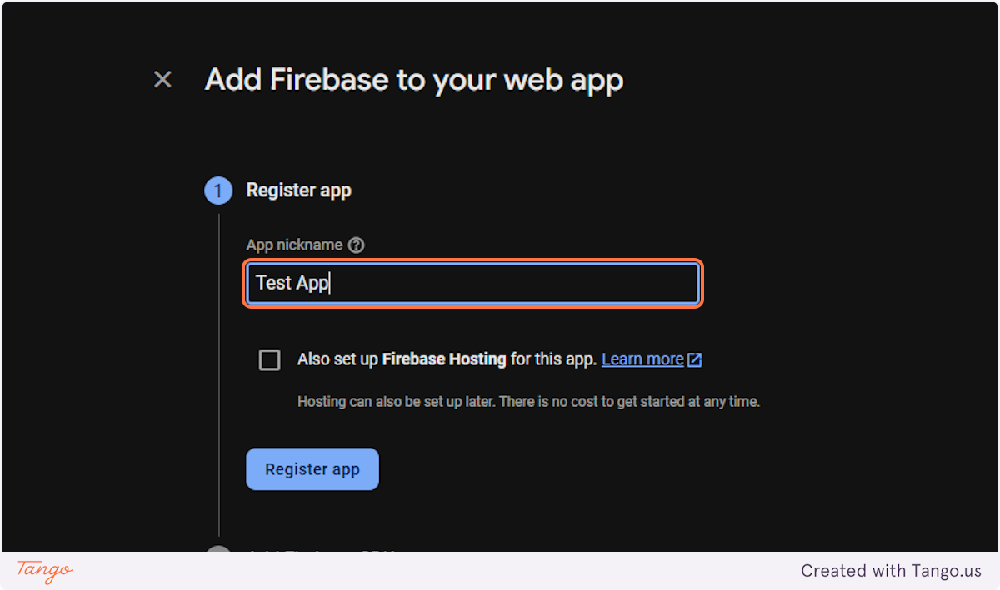 Add Firebase to your web app
1 Register app
App nickname
Test App
Also set up Firebase Hosting for this app. Learn more
Hosting can also be set up later. There is no cost to get started at any time.
Register app
Tango
Created with Tango.us